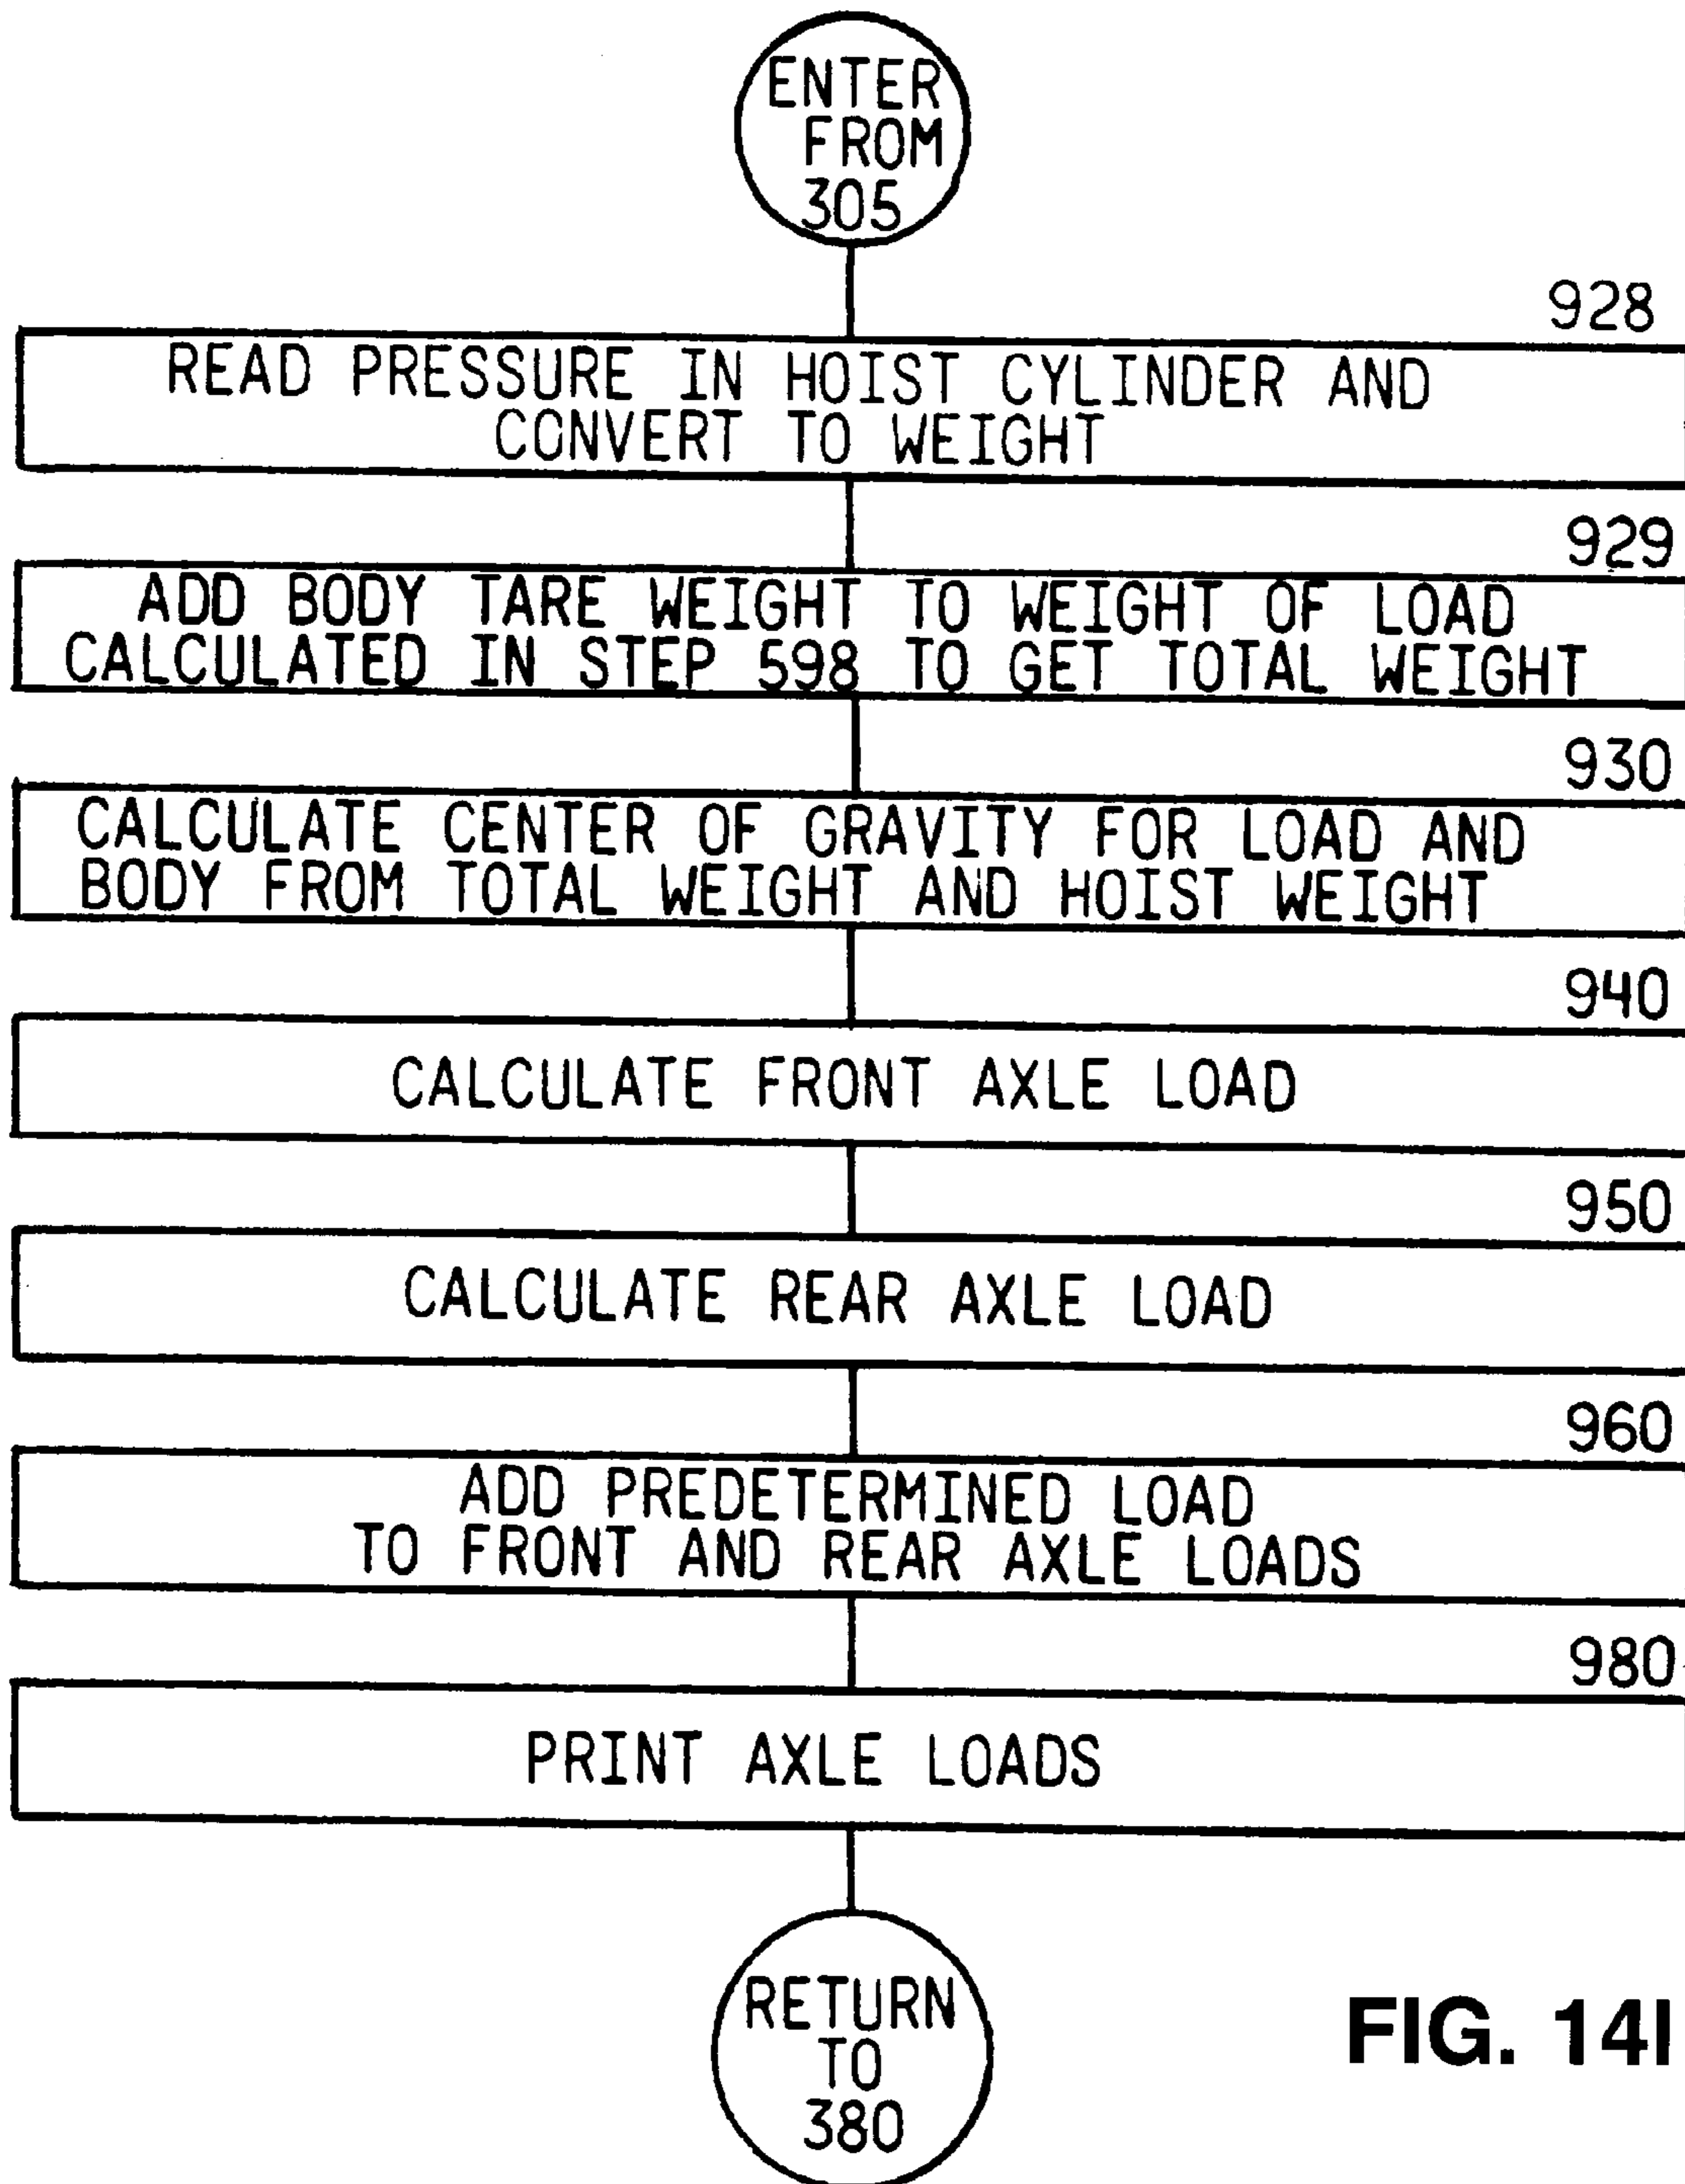 ENTER
FROM
305
928
READ PRESSURE IN HOIST CYLINDER AND
CONVERT TO WEIGHT
929
ADD BODY TARE WEIGHT TO WEIGHT OF LOAD
CALCULATED IN STEP 598 TO GET TOTAL WEIGHT
930
CALCULATE CENTER OF GRAVITY FOR LOAD AND
BODY FROM TOTAL WEIGHT AND HOIST WEIGHT
940
CALCULATE FRONT AXLE LOAD
950
CALCULATE REAR AXLE LOAD
960
ADD PREDETERMINED LOAD
TO FRONT AND REAR AXLE LOADS
980
PRINT AXLE LOADS
RETURN
TO
380
FIG. 14I